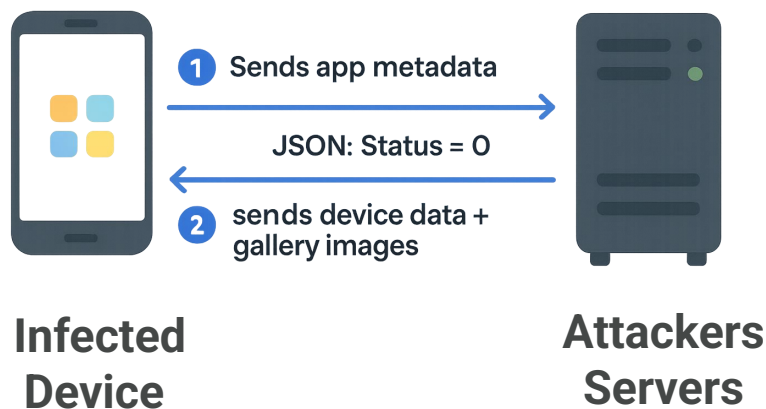 1 Sends app metadata
JSON: Status = 0
2 sends device data +
gallery images
Infected
Device
Attackers
Servers